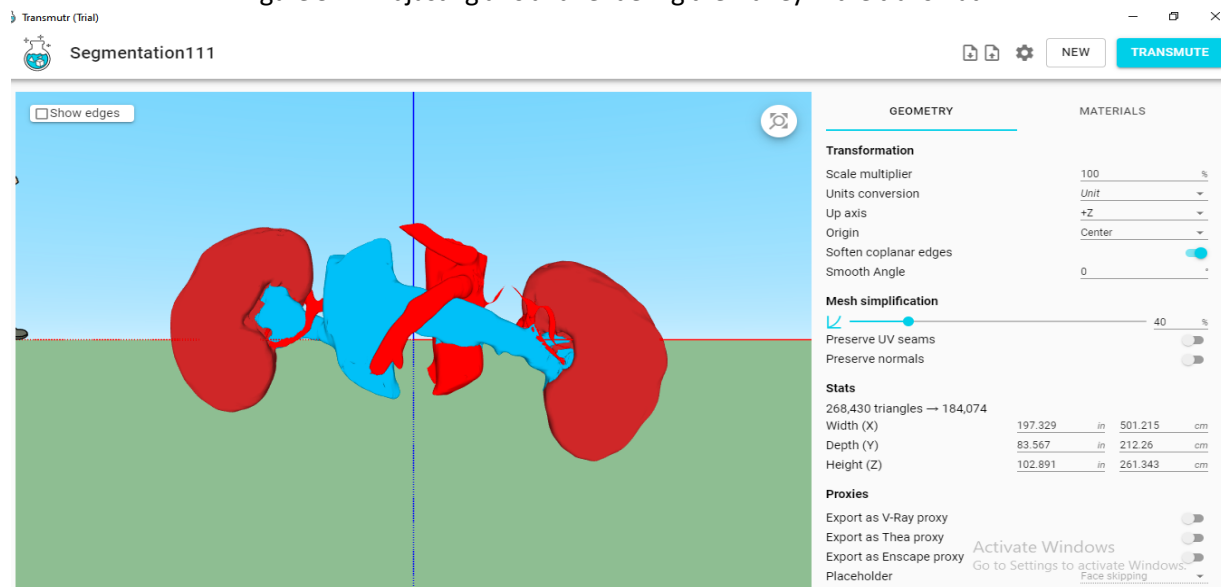 Transmutr (Trial)
Segmentation111
NEW
TRANSMUTE
Show edges
GEOMETRY
MATERIALS
Transformation
Scale multiplier 100 %
Units conversion Unit
Up axis +Z
Origin Center
Soften coplanar edges
Smooth Angle 0 °
Mesh simplification
40 %
Preserve UV seams
Preserve normals
Stats
268,430 triangles → 184,074
Width (X) 197.329 in 501.215 cm
Depth (Y) 83.567 in 212.26 cm
Height (Z) 102.891 in 261.343 cm
Proxies
Export as V-Ray proxy
Export as Thea proxy
Export as Enscape proxy
Placeholder Face skipping
Activate Windows
Go to Settings to activate Windows.